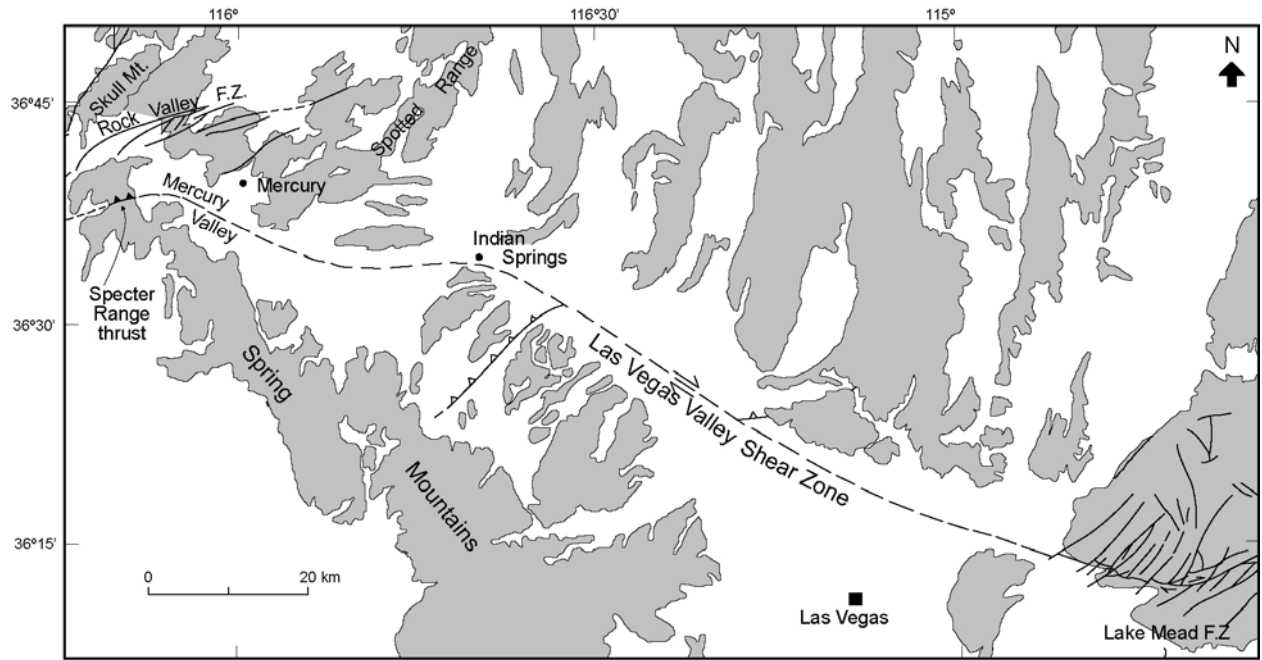 116°
116°30'
115°
N
36°45'
Skull Mt.
Rock Valley F.Z.
Spotted Range
Mercury
Mercury
Valley
Indian
Springs
Specter
Range
thrust
36°30'
Spring
Mountains
Las Vegas Valley Shear Zone
36°15'
0 20 km
Las Vegas
Lake Mead F.Z